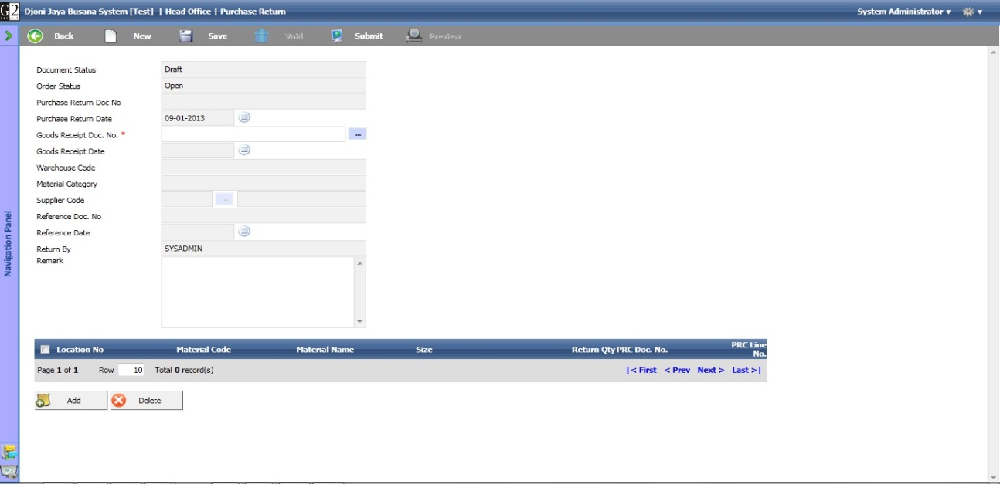 G2 Djoni Jaya Busana System [Test] | Head Office | Purchase Return System Administrator ▾ ▾
Back New Save Void Submit Preview
Navigation Panel
Document Status Draft
Order Status Open
Purchase Return Doc No
Purchase Return Date 09-01-2013
Goods Receipt Doc. No. * ...
Goods Receipt Date
Warehouse Code
Material Category
Supplier Code ...
Reference Doc. No
Reference Date
Return By SYSADMIN
Remark
Location No Material Code Material Name Size Return Qty PRC Doc. No. PRC Line No.
Page 1 of 1 Row 10 Total 0 record(s) |< First < Prev Next > Last >|
Add Delete